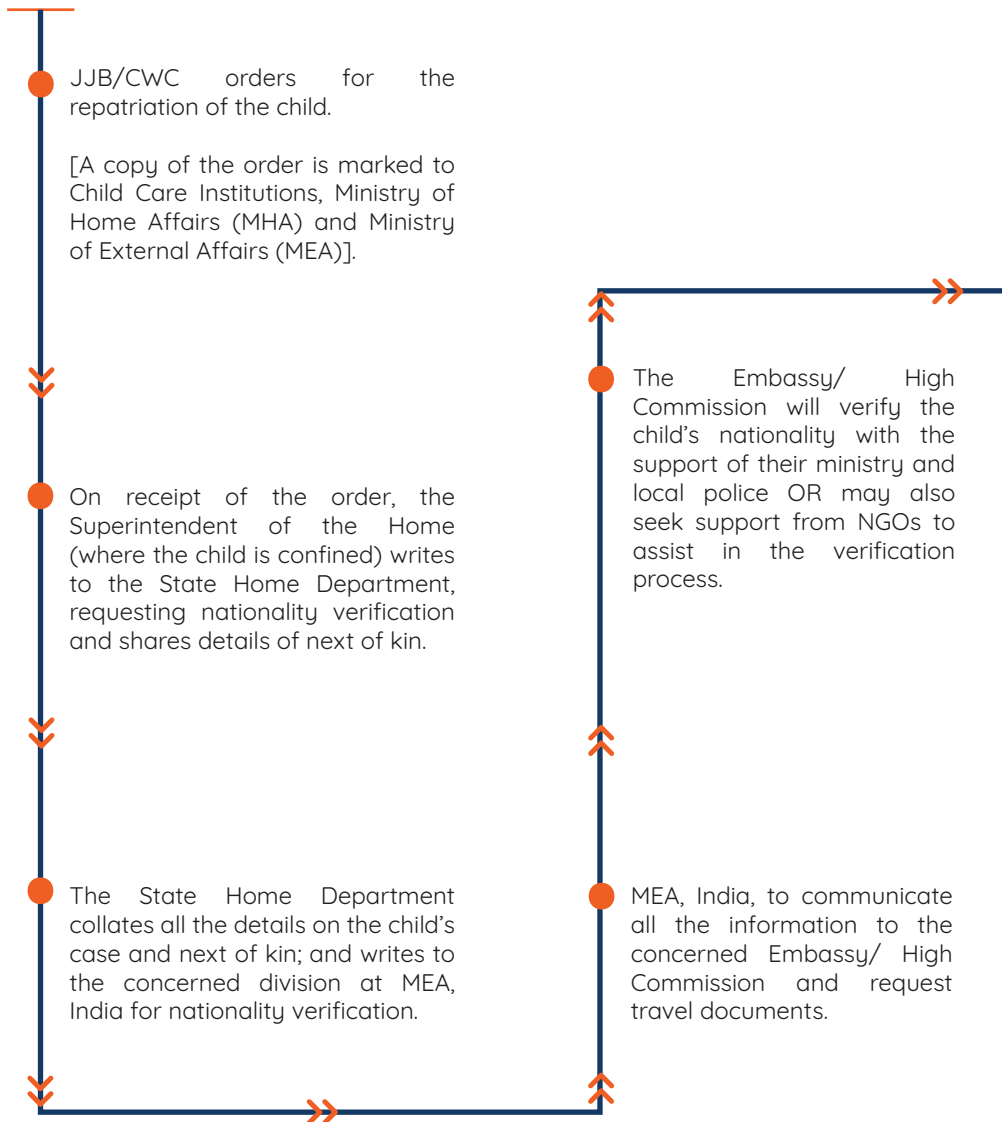 JJB/CWC orders for the
repatriation of the child.
[A copy of the order is marked to
Child Care Institutions, Ministry of
Home Affairs (MHA) and Ministry
of External Affairs (MEA)].
On receipt of the order, the
Superintendent of the Home
(where the child is confined) writes
to the State Home Department,
requesting nationality verification
and shares details of next of kin.
The State Home Department
collates all the details on the child’s
case and next of kin; and writes to
the concerned division at MEA,
India for nationality verification.
MEA, India, to communicate
all the information to the
concerned Embassy/ High
Commission and request
travel documents.
The Embassy/ High
Commission will verify the
child’s nationality with the
support of their ministry and
local police OR may also
seek support from NGOs to
assist in the verification
process.